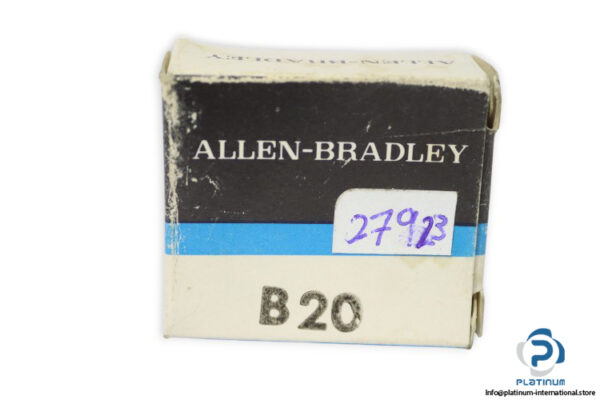 ALLEN-BRADLEY
ALLEN-BRADLEY
27923
B20
PLATINUM
Info@platinum-international.store